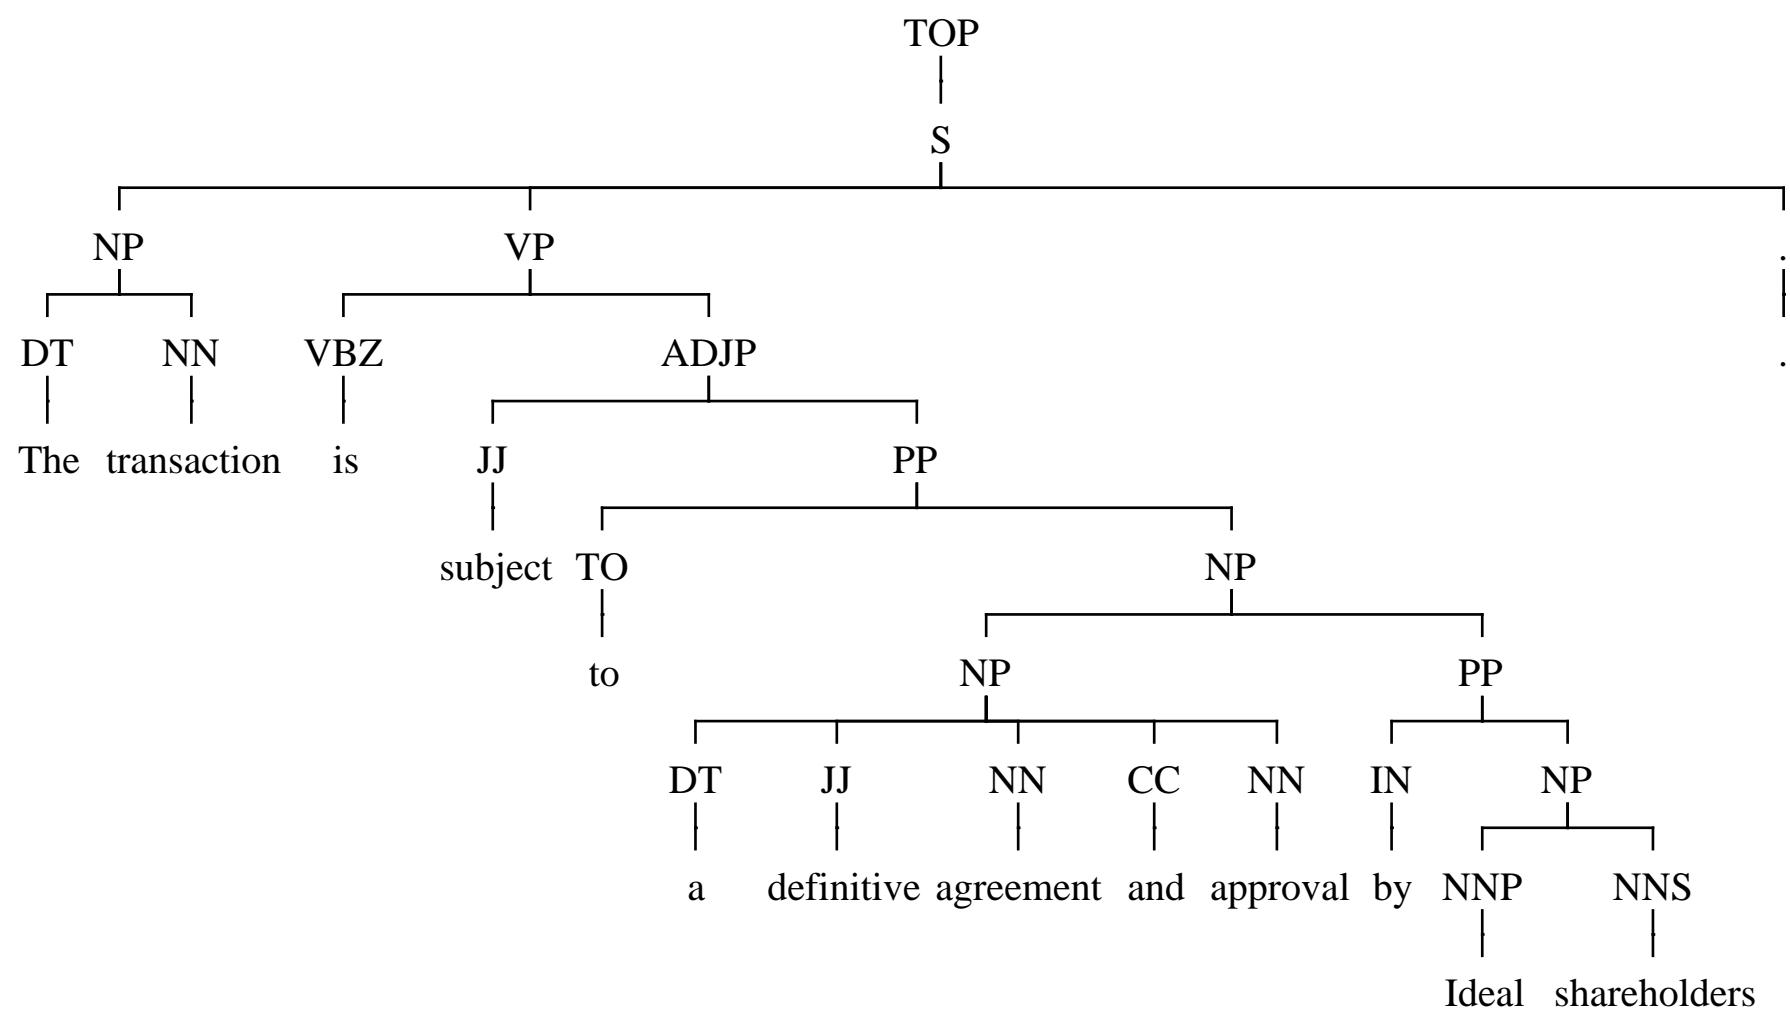 TOP
S
NP VP .
DT NN VBZ ADJP .
The transaction is JJ PP
subject TO NP
to NP PP
DT JJ NN CC NN IN NP
a definitive agreement and approval by NNP NNS
Ideal shareholders